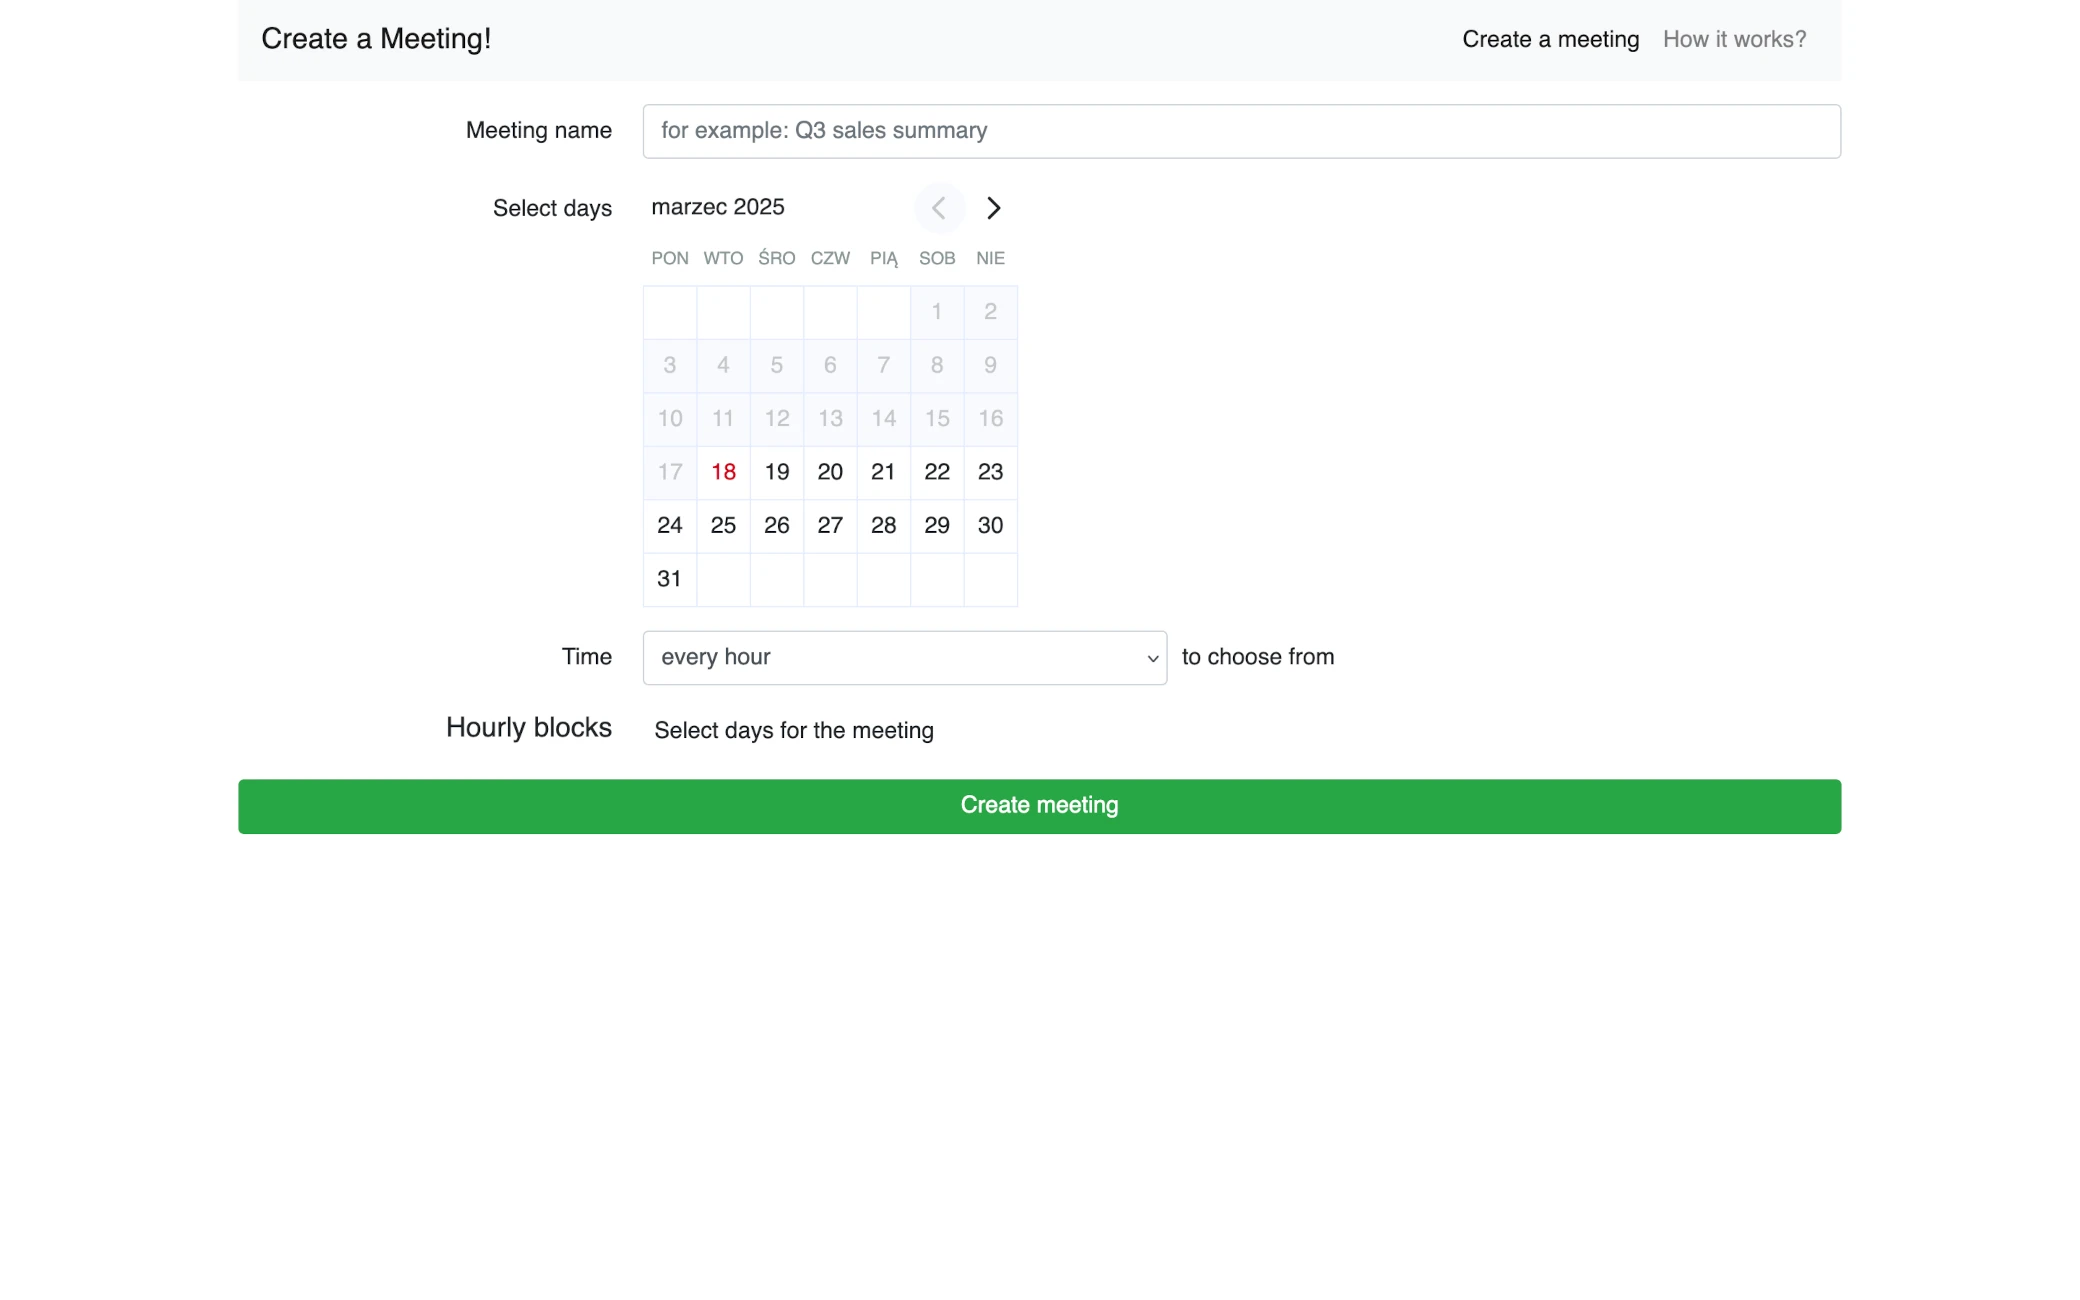 Create a Meeting!
Create a meeting How it works?
Meeting name for example: Q3 sales summary
Select days marzec 2025
PON WTO ŚRO CZW PIĄ SOB NIE
1 2
3 4 5 6 7 8 9
10 11 12 13 14 15 16
17 18 19 20 21 22 23
24 25 26 27 28 29 30
31
Time every hour to choose from
Hourly blocks Select days for the meeting
Create meeting